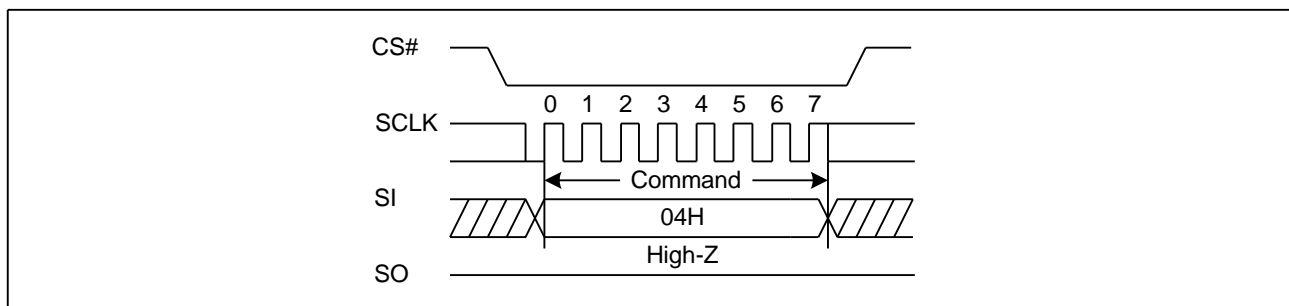 CS#
0 1 2 3 4 5 6 7
SCLK
Command
SI
04H
High-Z
SO